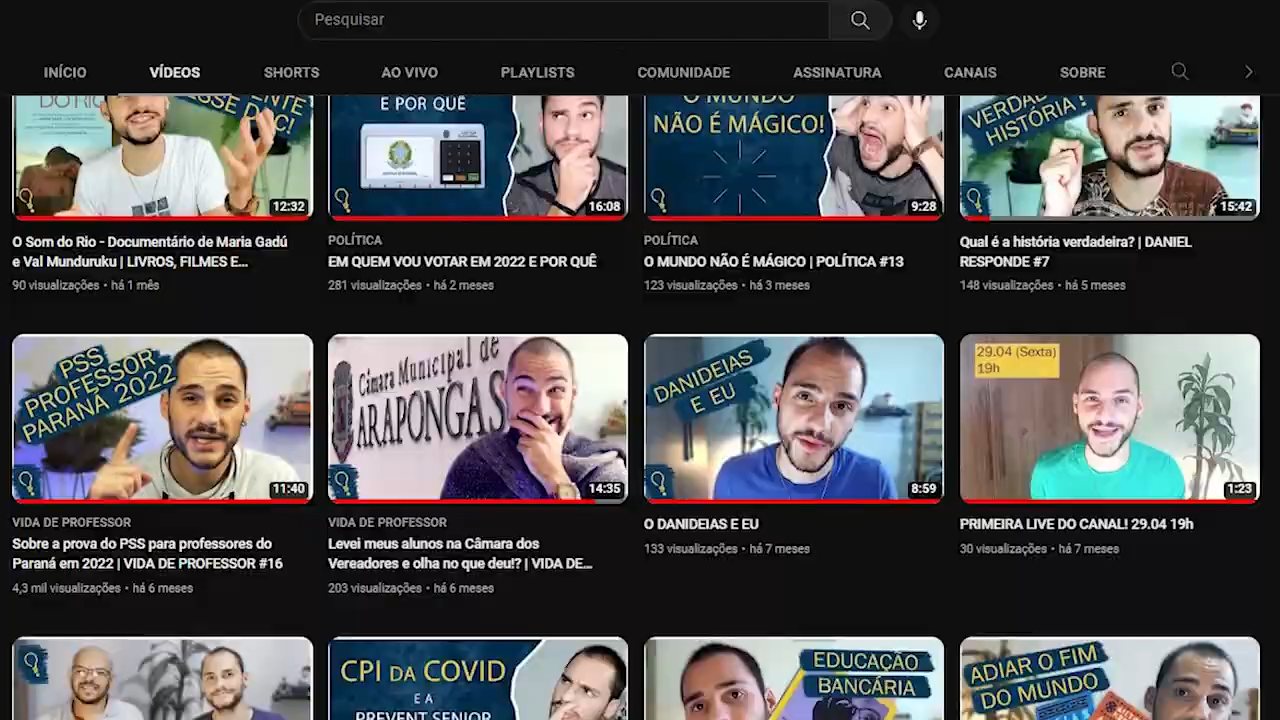 Pesquisar
INÍCIO VÍDEOS SHORTS AO VIVO PLAYLISTS COMUNIDADE ASSINATURA CANAIS SOBRE
DO RIO
ESSE DOC!
12:32
E POR QUÊ
16:08
O MUNDO
NÃO É MÁGICO!
9:28
HISTÓRIA!
15:42
O Som do Rio - Documentário de Maria Gadú
e Val Munduruku | LIVROS, FILMES E...
90 visualizações • há 1 mês
POLÍTICA
EM QUEM VOU VOTAR EM 2022 E POR QUÊ
281 visualizações • há 2 meses
POLÍTICA
O MUNDO NÃO É MÁGICO | POLÍTICA #13
123 visualizações • há 3 meses
Qual é a história verdadeira? | DANIEL
RESPONDE #7
148 visualizações • há 5 meses
PSS
PROFESSOR
PARANÁ 2022
11:40
Câmara Municipal de
ARAPONGAS
14:35
DANIDEIAS
E EU
8:59
29.04 (Sexta)
19h
1:23
VIDA DE PROFESSOR
Sobre a prova do PSS para professores do
Paraná em 2022 | VIDA DE PROFESSOR #16
4,3 mil visualizações • há 6 meses
VIDA DE PROFESSOR
Levei meus alunos na Câmara dos
Vereadores e olha no que deu!? | VIDA DE...
203 visualizações • há 6 meses
O DANIDEIAS E EU
133 visualizações • há 7 meses
PRIMEIRA LIVE DO CANAL! 29.04 19h
30 visualizações • há 7 meses
CPI DA COVID
E A
PREVENT SENIOR
EDUCAÇÃO
BANCÁRIA
ADIAR O FIM
DO MUNDO